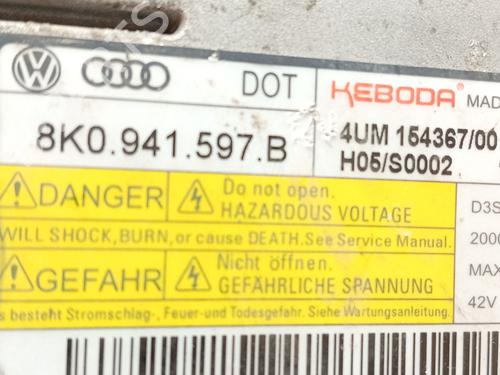 DOT
KEBODA MAD
8K0.941.597.B
4UM 154367/00
H05/S0002
DANGER
Do not open.
HAZARDOUS VOLTAGE
WILL SHOCK, BURN, or cause DEATH. See Service Manual.
GEFAHR
Nicht öffnen.
GEFÄHRLICHE SPANNUNG
s besteht Stromschlag-, Feuer-und Todesgefahr. Siehe Wartungsanleitung.
D3S
2000
MAX
42V